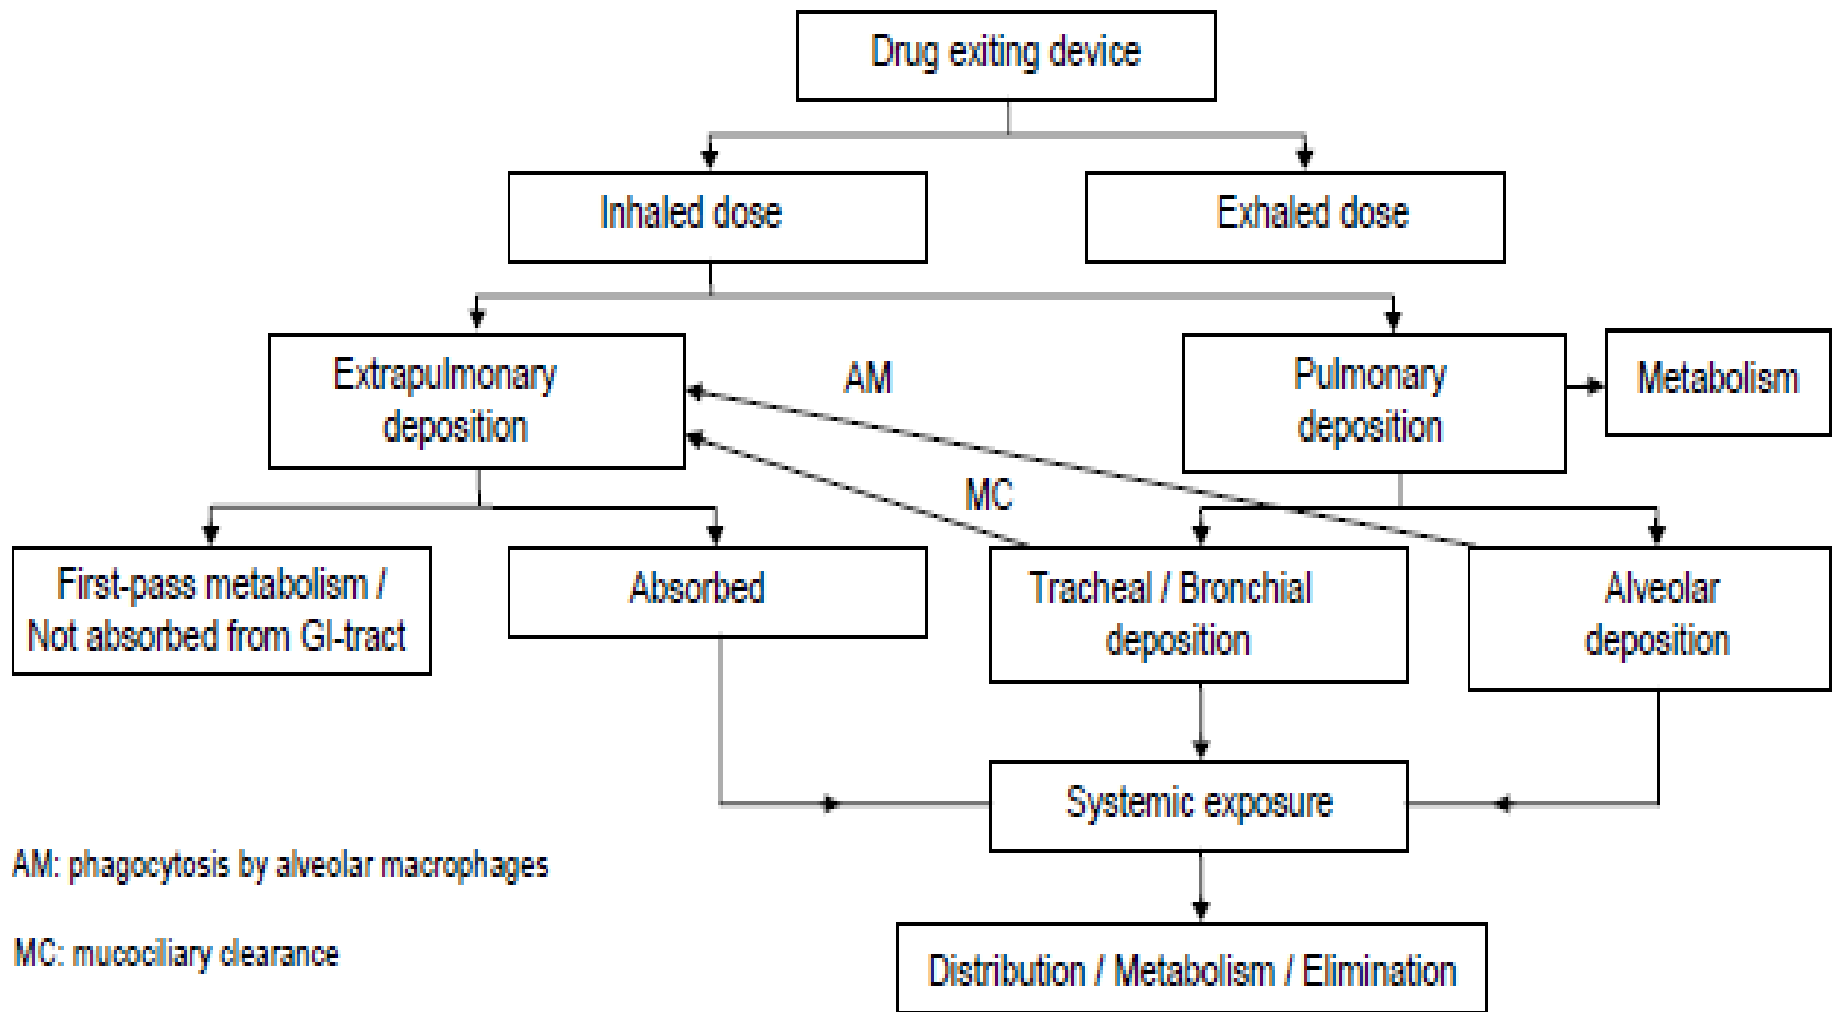 Drug exiting device
Inhaled dose
Exhaled dose
Extrapulmonary
deposition
AM
Pulmonary
deposition
Metabolism
MC
First-pass metabolism /
Not absorbed from GI-tract
Absorbed
Tracheal / Bronchial
deposition
Alveolar
deposition
Systemic exposure
AM: phagocytosis by alveolar macrophages
MC: mucociliary clearance
Distribution / Metabolism / Elimination